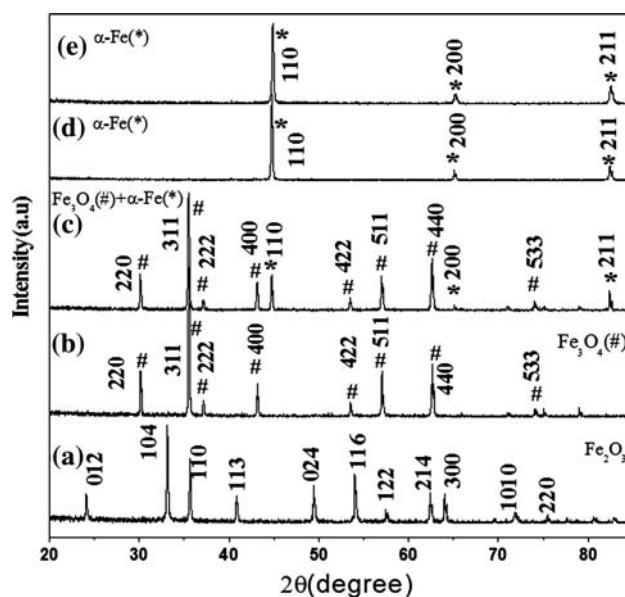 (e) α-Fe(*)
* 110 * 200 * 211
(d) α-Fe(*)
* 110 * 200 * 211
Fe₃O₄(#)+α-Fe(*)
(c) 220 # 311 # 222 # 400 # *110 422 # 511 # 440 # *200 533 # *211
(b) 220 # 311 # 222 # 400 # 422 # 511 # 440 # 533 # Fe₃O₄(#)
(a) 012 104 110 113 024 116 122 214 300 1010 220 Fe₂O₃
20 30 40 50 60 70 80
2θ(degree)
Intensity(a.u)